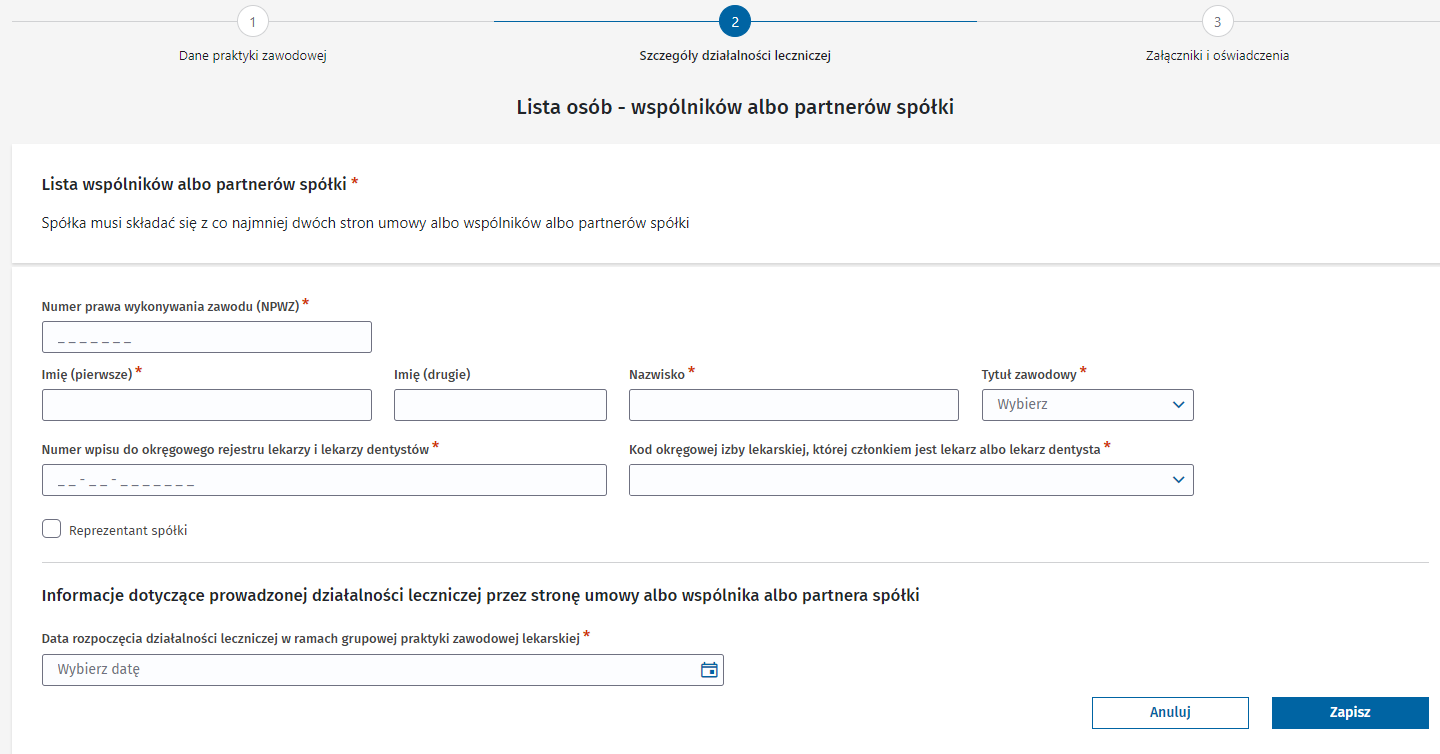 1
2
3
Dane praktyki zawodowej
Szczegóły działalności leczniczej
Załączniki i oświadczenia
Lista osób - wspólników albo partnerów spółki
Lista wspólników albo partnerów spółki *
Spółka musi składać się z co najmniej dwóch stron umowy albo wspólników albo partnerów spółki
Numer prawa wykonywania zawodu (NPWZ) *
_ _ _ _ _ _ _
Imię (pierwsze) *
Imię (drugie)
Nazwisko *
Tytuł zawodowy *
Wybierz
Numer wpisu do okręgowego rejestru lekarzy i lekarzy dentystów *
Kod okręgowej izby lekarskiej, której członkiem jest lekarz albo lekarz dentysta *
_ _ - _ _ - _ _ _ _ _ _ _
Reprezentant spółki
Informacje dotyczące prowadzonej działalności leczniczej przez stronę umowy albo wspólnika albo partnera spółki
Data rozpoczęcia działalności leczniczej w ramach grupowej praktyki zawodowej lekarskiej *
Wybierz datę
Anuluj
Zapisz